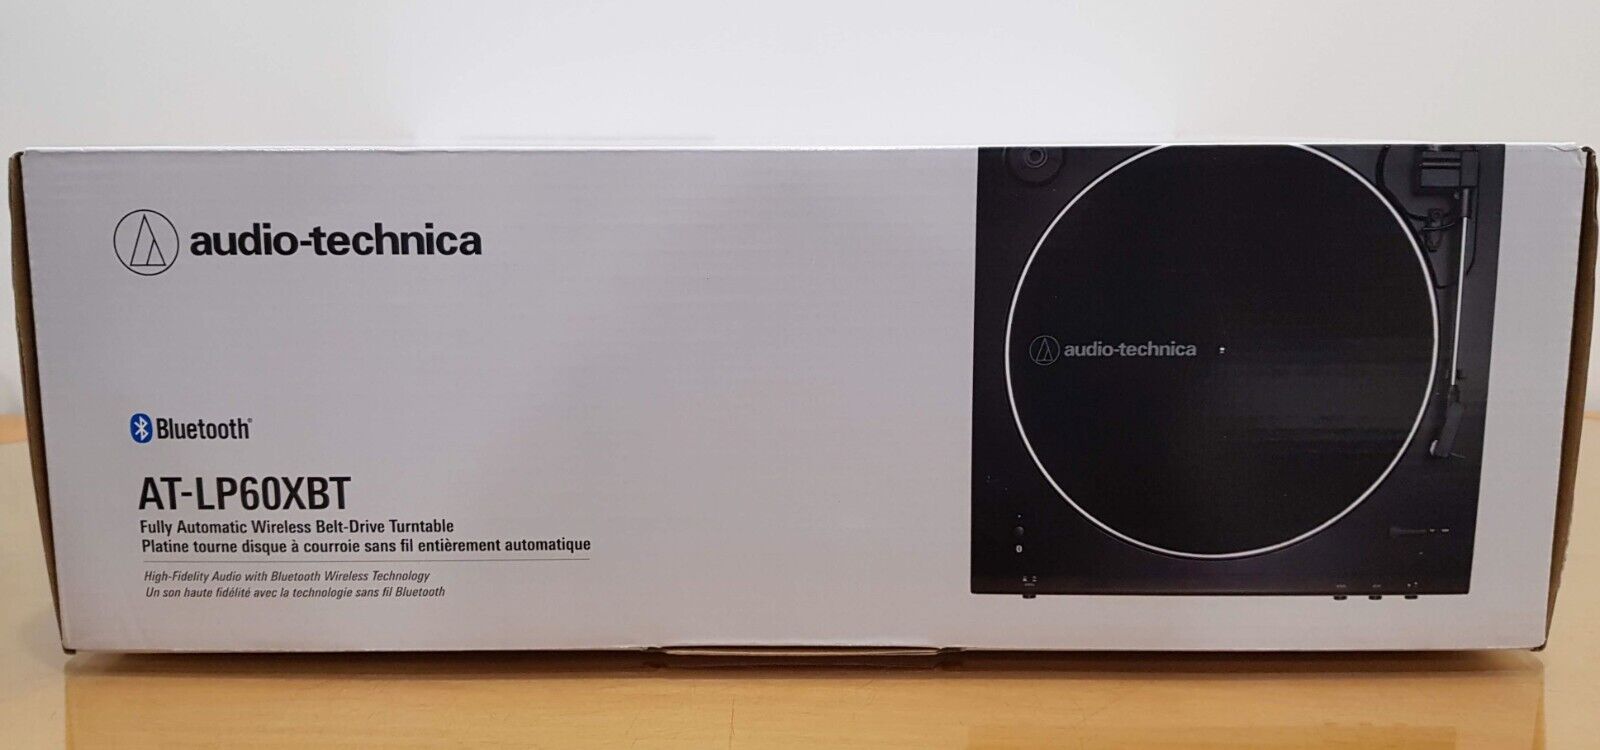 audio-technica
audio-technica
Bluetooth®
AT-LP60XBT
Fully Automatic Wireless Belt-Drive Turntable
Platine tourne disque à courroie sans fil entièrement automatique
High-Fidelity Audio with Bluetooth Wireless Technology
Un son haute fidélité avec la technologie sans fil Bluetooth